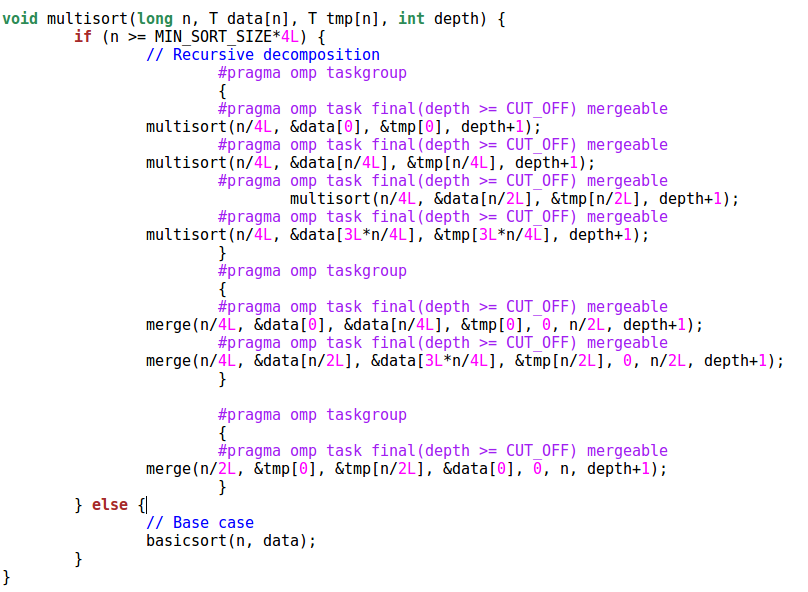 void multisort(long n, T data[n], T tmp[n], int depth) {
if (n >= MIN_SORT_SIZE*4L) {
// Recursive decomposition
#pragma omp taskgroup
{
#pragma omp task final(depth >= CUT_OFF) mergeable
multisort(n/4L, &data[0], &tmp[0], depth+1);
#pragma omp task final(depth >= CUT_OFF) mergeable
multisort(n/4L, &data[n/4L], &tmp[n/4L], depth+1);
#pragma omp task final(depth >= CUT_OFF) mergeable
multisort(n/4L, &data[n/2L], &tmp[n/2L], depth+1);
#pragma omp task final(depth >= CUT_OFF) mergeable
multisort(n/4L, &data[3L*n/4L], &tmp[3L*n/4L], depth+1);
}
#pragma omp taskgroup
{
#pragma omp task final(depth >= CUT_OFF) mergeable
merge(n/4L, &data[0], &data[n/4L], &tmp[0], 0, n/2L, depth+1);
#pragma omp task final(depth >= CUT_OFF) mergeable
merge(n/4L, &data[n/2L], &data[3L*n/4L], &tmp[n/2L], 0, n/2L, depth+1);
}
#pragma omp taskgroup
{
#pragma omp task final(depth >= CUT_OFF) mergeable
merge(n/2L, &tmp[0], &tmp[n/2L], &data[0], 0, n, depth+1);
}
} else {
// Base case
basicsort(n, data);
}
}